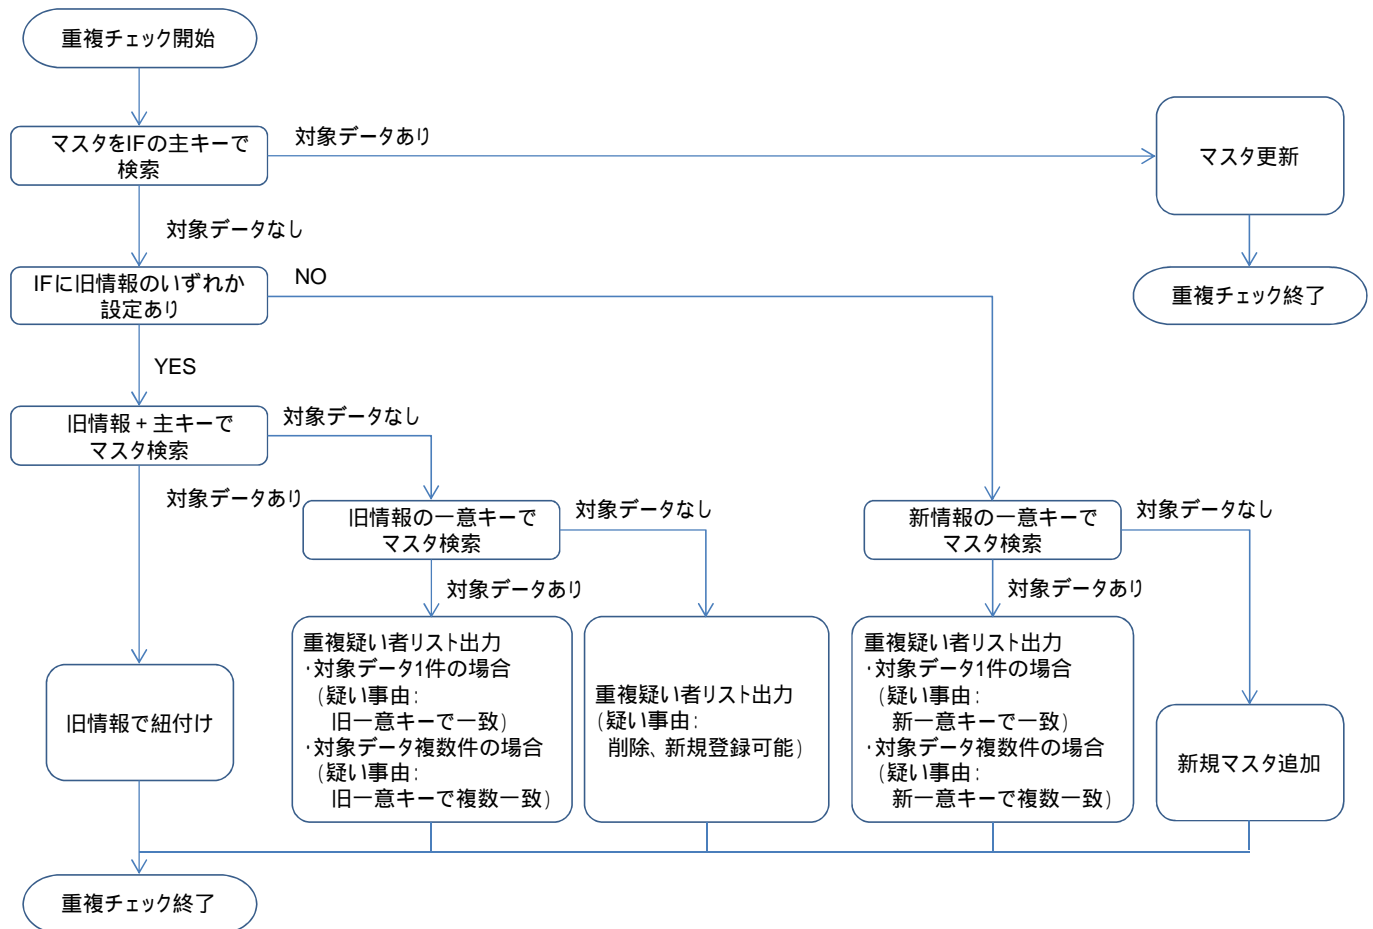 重複チェック開始
マスタをIFの主キーで
検索
対象データあり
マスタ更新
対象データなし
IFに旧情報のいずれか
設定あり
NO
重複チェック終了
YES
旧情報+主キーで
マスタ検索
対象データなし
対象データあり
旧情報の一意キーで
マスタ検索
対象データなし
新情報の一意キーで
マスタ検索
対象データなし
対象データあり
対象データあり
旧情報で紐付け
重複疑い者リスト出力
・対象データ1件の場合
(疑い事由:
旧一意キーで一致)
・対象データ複数件の場合
(疑い事由:
旧一意キーで複数一致)
重複疑い者リスト出力
(疑い事由:
削除、新規登録可能)
重複疑い者リスト出力
・対象データ1件の場合
(疑い事由:
新一意キーで一致)
・対象データ複数件の場合
(疑い事由:
新一意キーで複数一致)
新規マスタ追加
重複チェック終了